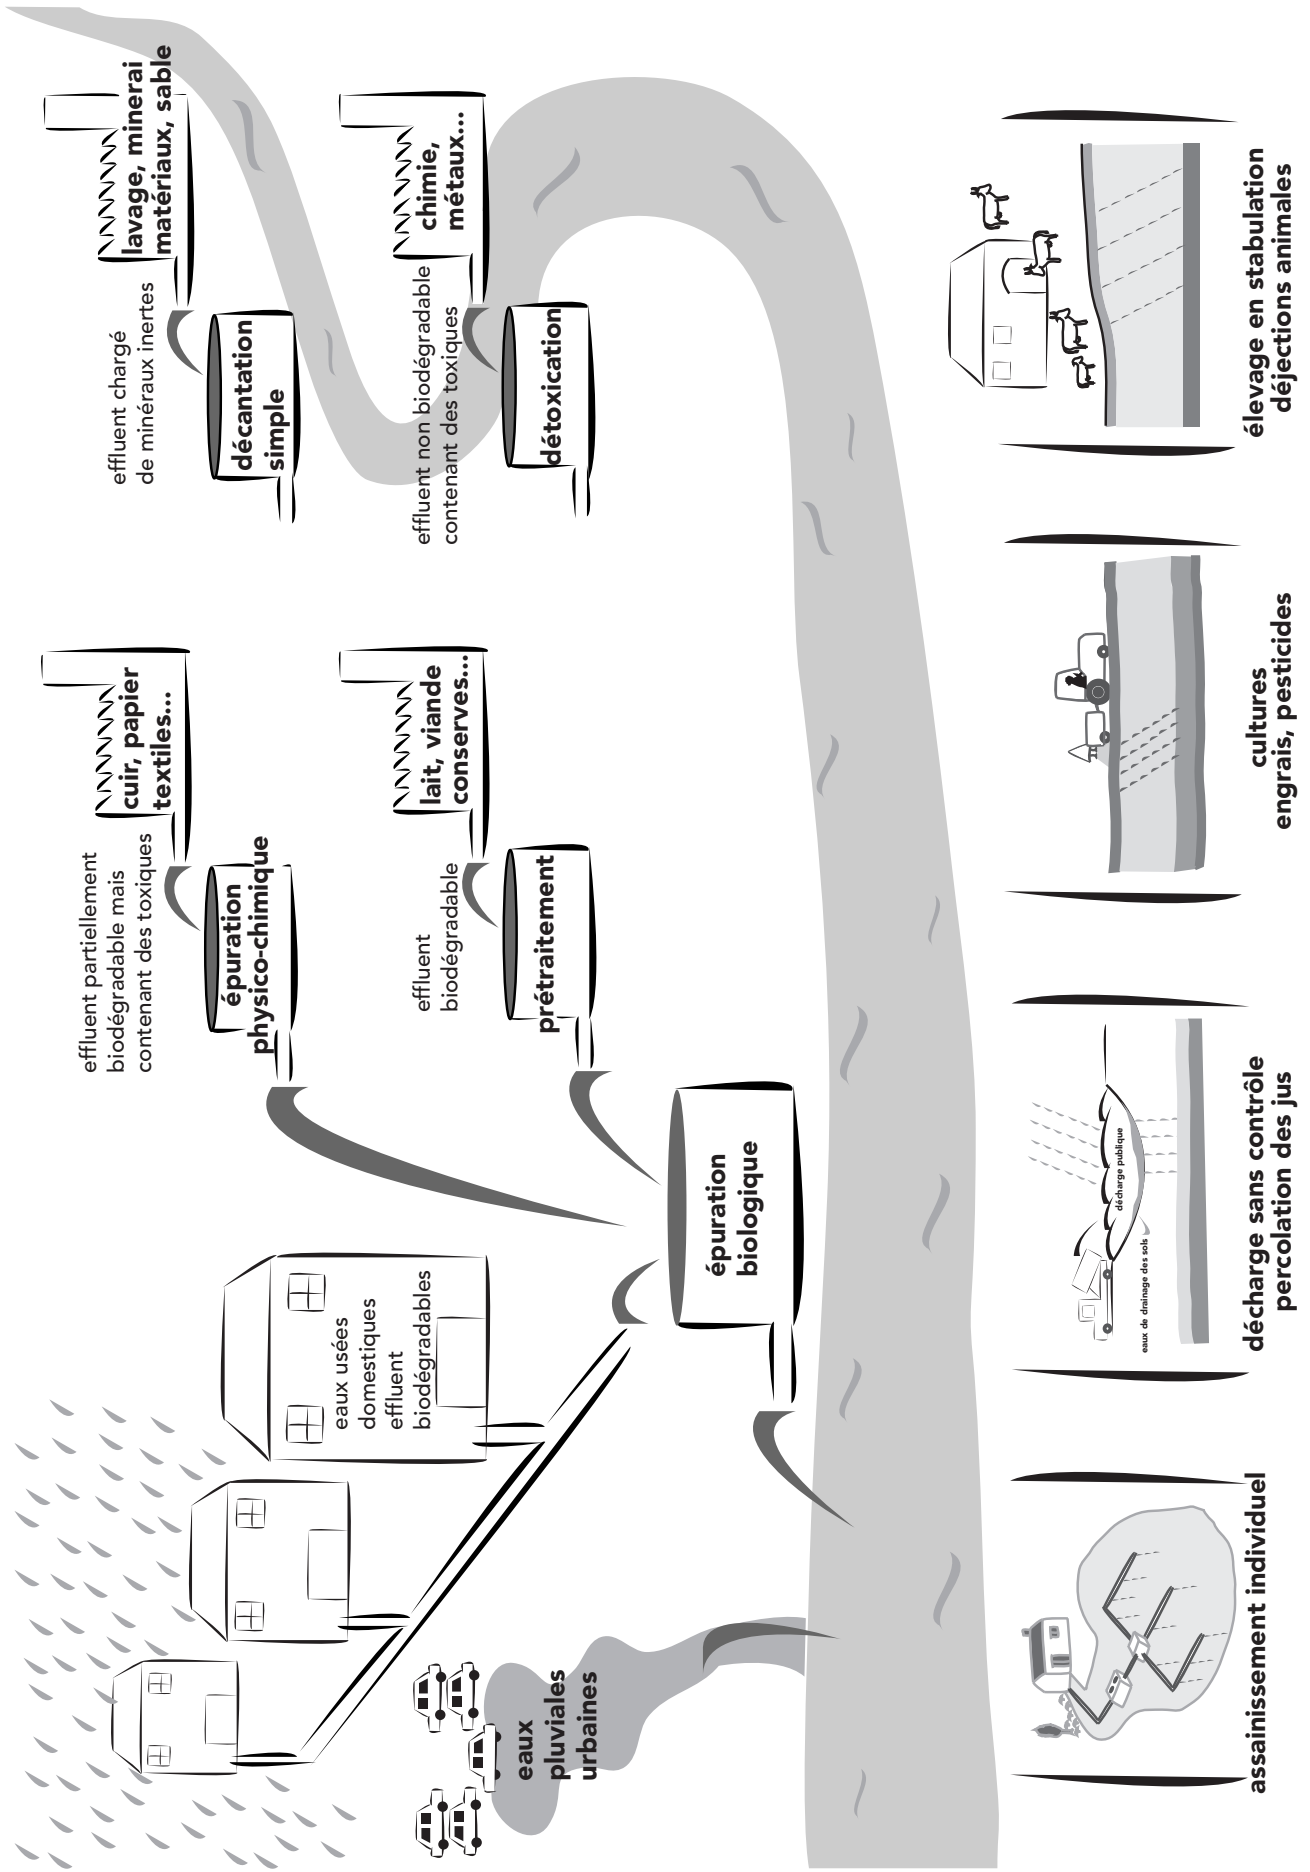 eaux
pluviales
urbaines
eaux usées
domestiques
effluent
biodégradables
épuration
biologique
effluent partiellement
biodégradable mais
contenant des toxiques
cuir, papier
textiles...
épuration
physico-chimique
effluent
biodégradable
lait, viande
conserves...
prétraitement
effluent chargé
de minéraux inertes
lavage, minerai
matériaux, sable
décantation
simple
effluent non biodégradable
contenant des toxiques
chimie,
métaux...
détoxication
assainissement individuel
eaux de drainage des sols
décharge publique
décharge sans contrôle
percolation des jus
cultures
engrais, pesticides
élevage en stabulation
déjections animales